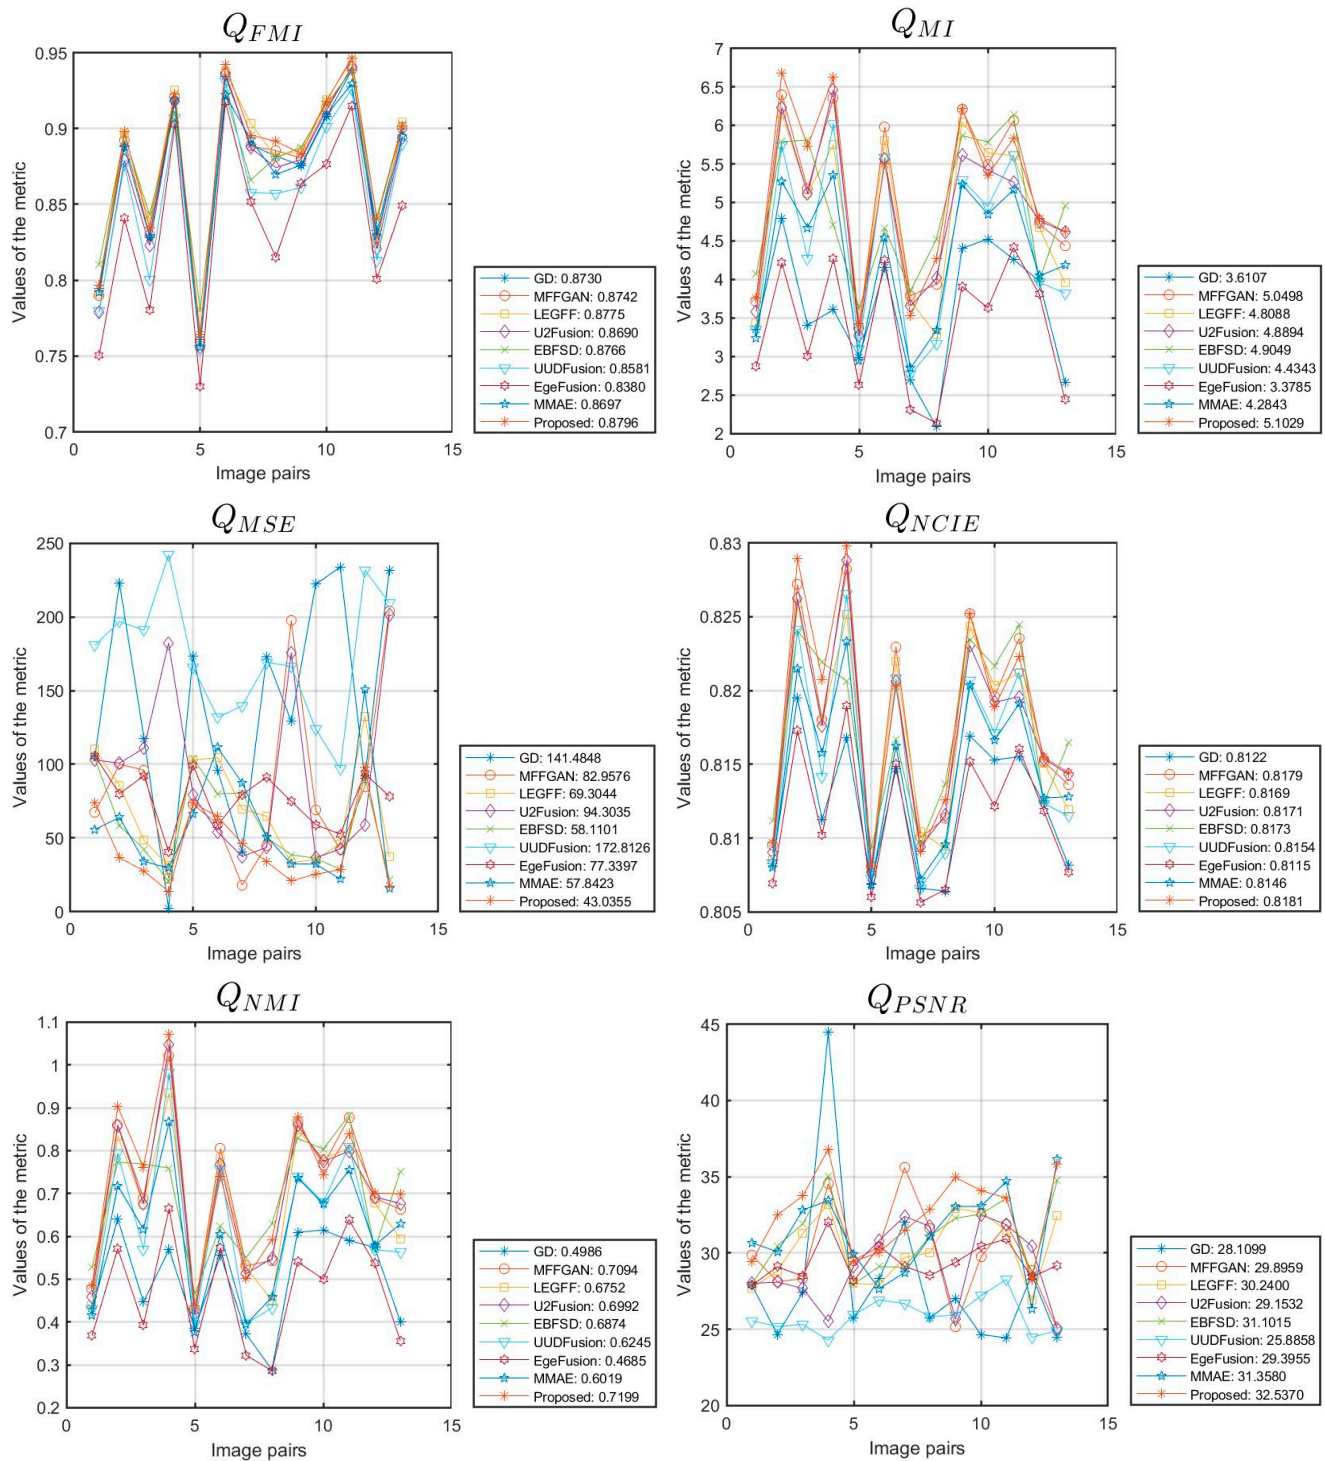 Q_FMI
0.95
0.9
0.85
0.8
0.75
0.7
0
5
10
15
Values of the metric
Image pairs
GD: 0.8730
MFFGAN: 0.8742
LEGFF: 0.8775
U2Fusion: 0.8690
EBFSD: 0.8766
UUDFusion: 0.8581
EgeFusion: 0.8380
MMAE: 0.8697
Proposed: 0.8796
Q_MI
7
6.5
6
5.5
5
4.5
4
3.5
3
2.5
2
0
5
10
15
Values of the metric
Image pairs
GD: 3.6107
MFFGAN: 5.0498
LEGFF: 4.8088
U2Fusion: 4.8894
EBFSD: 4.9049
UUDFusion: 4.4343
EgeFusion: 3.3785
MMAE: 4.2843
Proposed: 5.1029
Q_MSE
250
200
150
100
50
0
0
5
10
15
Values of the metric
Image pairs
GD: 141.4848
MFFGAN: 82.9576
LEGFF: 69.3044
U2Fusion: 94.3035
EBFSD: 58.1101
UUDFusion: 172.8126
EgeFusion: 77.3397
MMAE: 57.8423
Proposed: 43.0355
Q_NCIE
0.83
0.825
0.82
0.815
0.81
0.805
0
5
10
15
Values of the metric
Image pairs
GD: 0.8122
MFFGAN: 0.8179
LEGFF: 0.8169
U2Fusion: 0.8171
EBFSD: 0.8173
UUDFusion: 0.8154
EgeFusion: 0.8115
MMAE: 0.8146
Proposed: 0.8181
Q_NMI
1.1
1
0.9
0.8
0.7
0.6
0.5
0.4
0.3
0.2
0
5
10
15
Values of the metric
Image pairs
GD: 0.4986
MFFGAN: 0.7094
LEGFF: 0.6752
U2Fusion: 0.6992
EBFSD: 0.6874
UUDFusion: 0.6245
EgeFusion: 0.4685
MMAE: 0.6019
Proposed: 0.7199
Q_PSNR
45
40
35
30
25
20
0
5
10
15
Values of the metric
Image pairs
GD: 28.1099
MFFGAN: 29.8959
LEGFF: 30.2400
U2Fusion: 29.1532
EBFSD: 31.1015
UUDFusion: 25.8858
EgeFusion: 29.3955
MMAE: 31.3580
Proposed: 32.5370